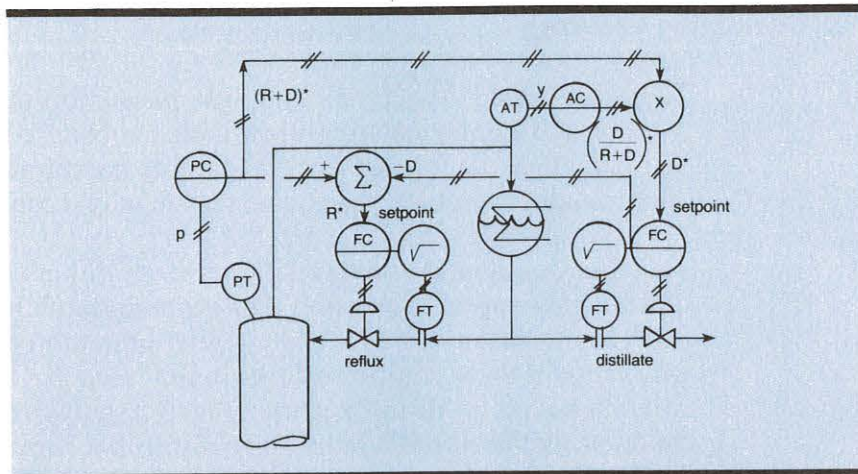 (R+D)*
y
AT
AC
X
( D / R+D )*
PC
+
Σ
−D
D*
R*
setpoint
setpoint
p
FC
√
√
FC
PT
FT
FT
reflux
distillate